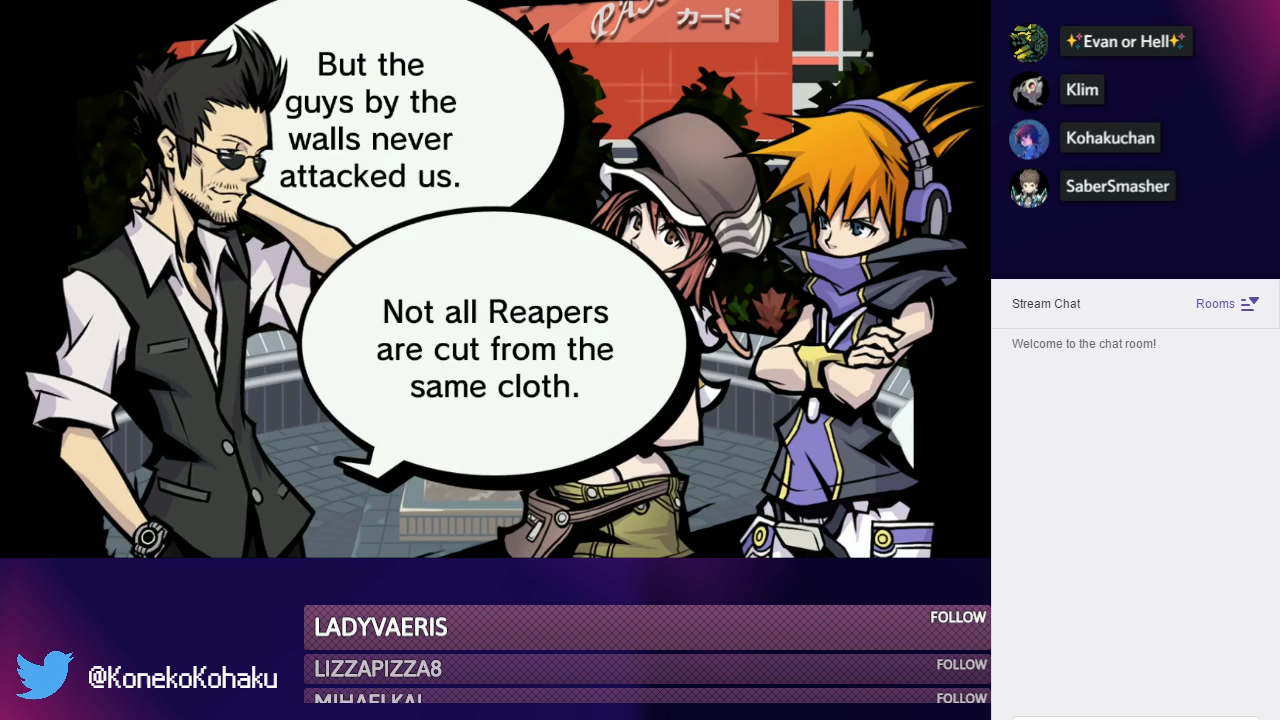 カード
But the
guys by the
walls never
attacked us.
Not all Reapers
are cut from the
same cloth.
✨Evan or Hell✨
Klim
Kohakuchan
SaberSmasher
Stream Chat
Rooms
Welcome to the chat room!
@KonekoKohaku
LADYVAERIS
FOLLOW
LIZZAPIZZA8
FOLLOW
FOLLOW